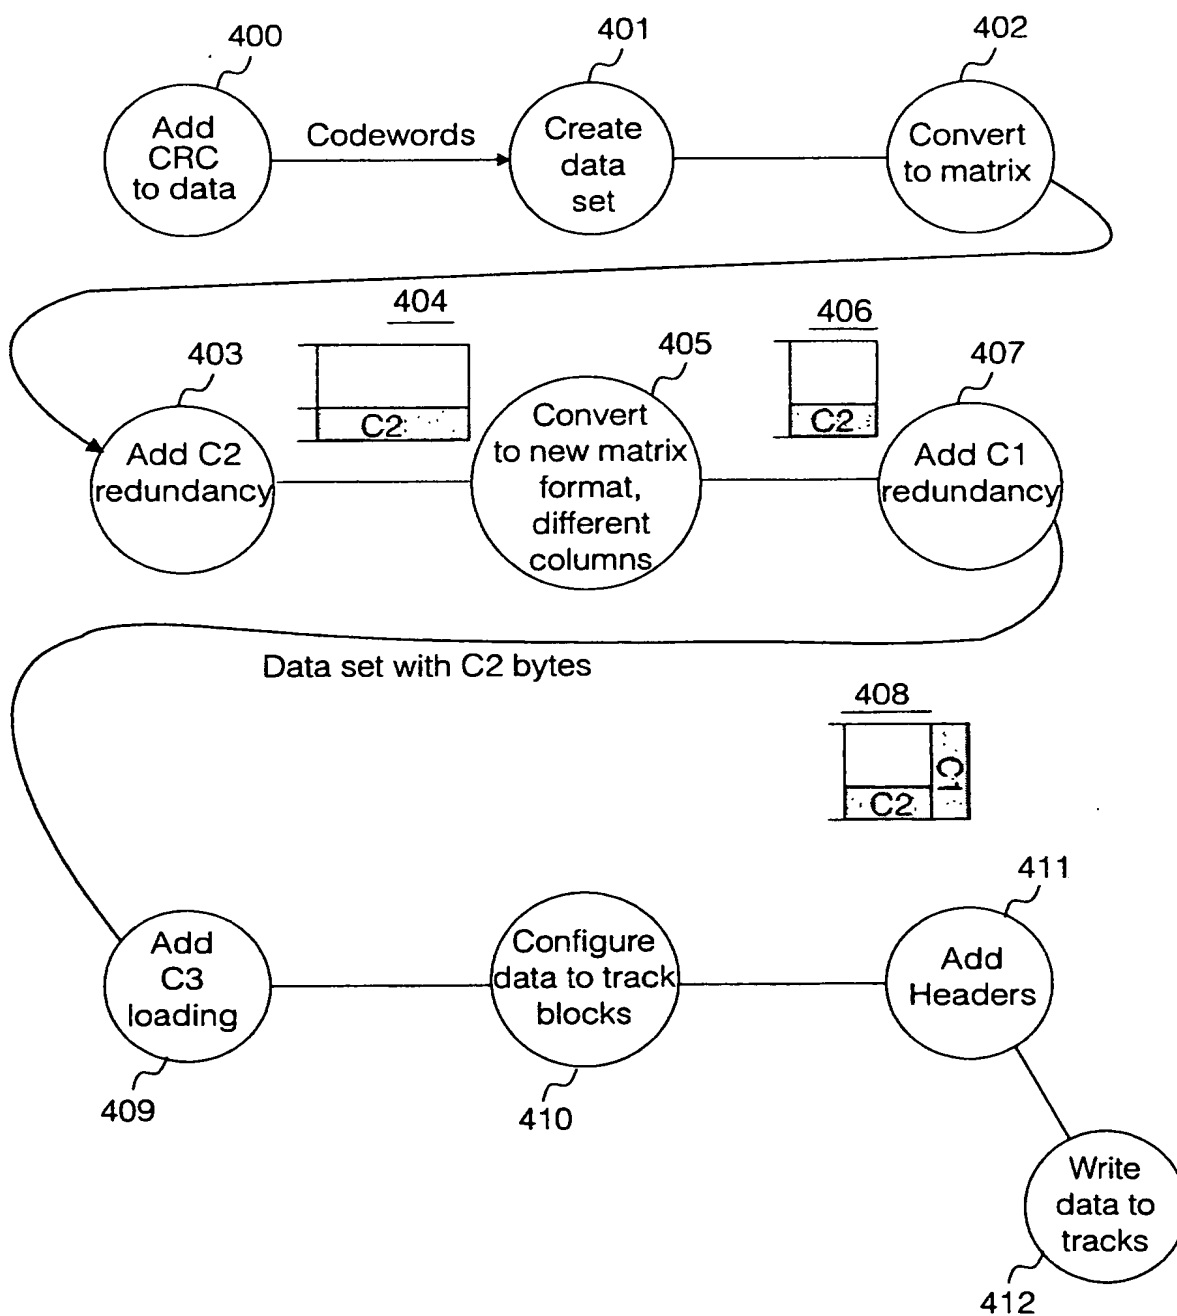 400
401
402
Add
CRC
to data
Codewords
Create
data
set
Convert
to matrix
403
404
405
406
407
Add C2
redundancy
C2
Convert
to new matrix
format,
different
columns
C2
Add C1
redundancy
Data set with C2 bytes
408
C2
C1
Add
C3
loading
409
Configure
data to track
blocks
410
411
Add
Headers
Write
data to
tracks
412